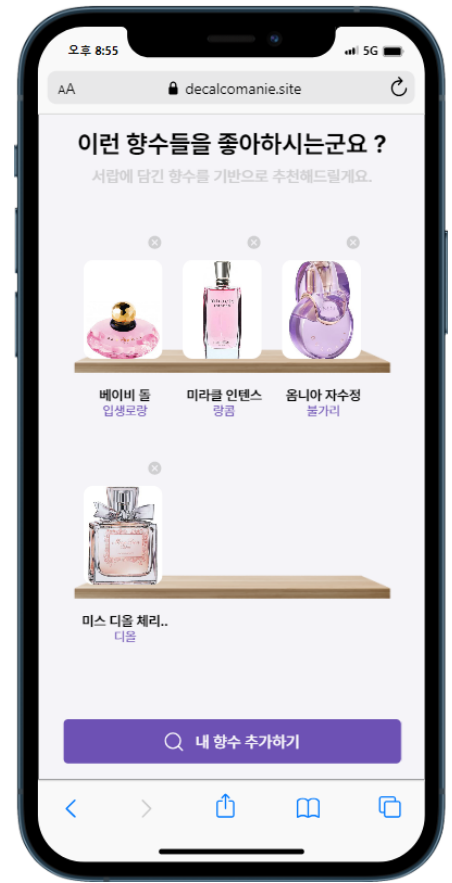 오후 8:55
5G
AA decalcomanie.site
이런 향수들을 좋아하시는군요 ?
서랍에 담긴 향수를 기반으로 추천해드릴게요.
베이비 돌 미라클 인텐스 옴니아 자수정
입생로랑 랑콤 불가리
미스 디올 체리..
디올
내 향수 추가하기